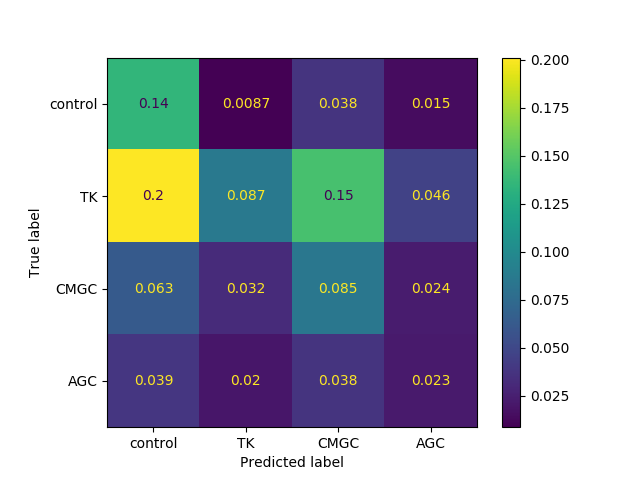 control 0.14 0.0087 0.038 0.015
TK 0.2 0.087 0.15 0.046
CMGC 0.063 0.032 0.085 0.024
AGC 0.039 0.02 0.038 0.023
control TK CMGC AGC
Predicted label
True label
0.200
0.175
0.150
0.125
0.100
0.075
0.050
0.025